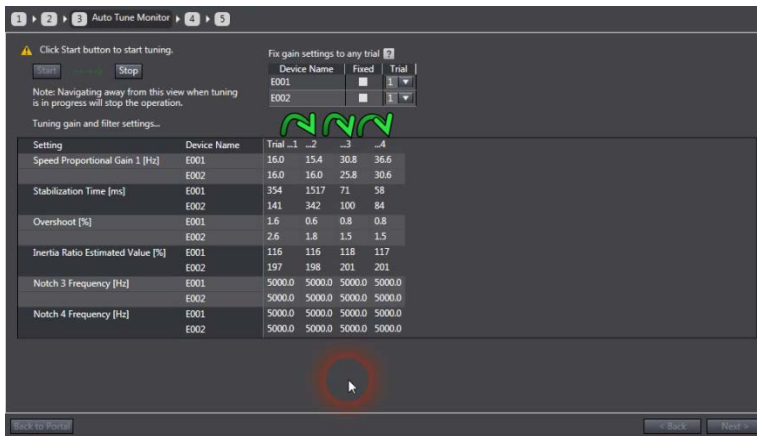 1 2 3 Auto Tune Monitor 4 5
Click Start button to start tuning.
Start Stop
Note: Navigating away from this view when tuning
is in progress will stop the operation.
Tuning gain and filter settings...
Fix gain settings to any trial ?
Device Name Fixed Trial
E001 1
E002 1
Setting Device Name Trial ...1 ...2 ...3 ...4
Speed Proportional Gain 1 [Hz] E001 16.0 15.4 30.8 36.6
E002 16.0 16.0 25.8 30.6
Stabilization Time [ms] E001 354 1517 71 58
E002 141 342 100 84
Overshoot [%] E001 1.6 0.6 0.8 0.8
E002 2.6 1.8 1.5 1.5
Inertia Ratio Estimated Value [%] E001 116 116 118 117
E002 197 198 201 201
Notch 3 Frequency [Hz] E001 5000.0 5000.0 5000.0 5000.0
E002 5000.0 5000.0 5000.0 5000.0
Notch 4 Frequency [Hz] E001 5000.0 5000.0 5000.0 5000.0
E002 5000.0 5000.0 5000.0 5000.0
Back to Portal < Back Next >